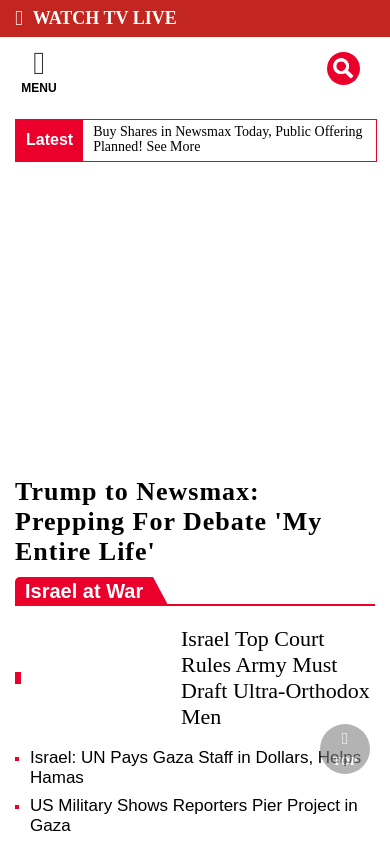 WATCH TV LIVE
MENU
Latest
Buy Shares in Newsmax Today, Public Offering
Planned! See More
Trump to Newsmax:
Prepping For Debate 'My
Entire Life'
Israel at War
Israel Top Court
Rules Army Must
Draft Ultra-Orthodox
Men
Israel: UN Pays Gaza Staff in Dollars, Helps
Hamas
US Military Shows Reporters Pier Project in
Gaza